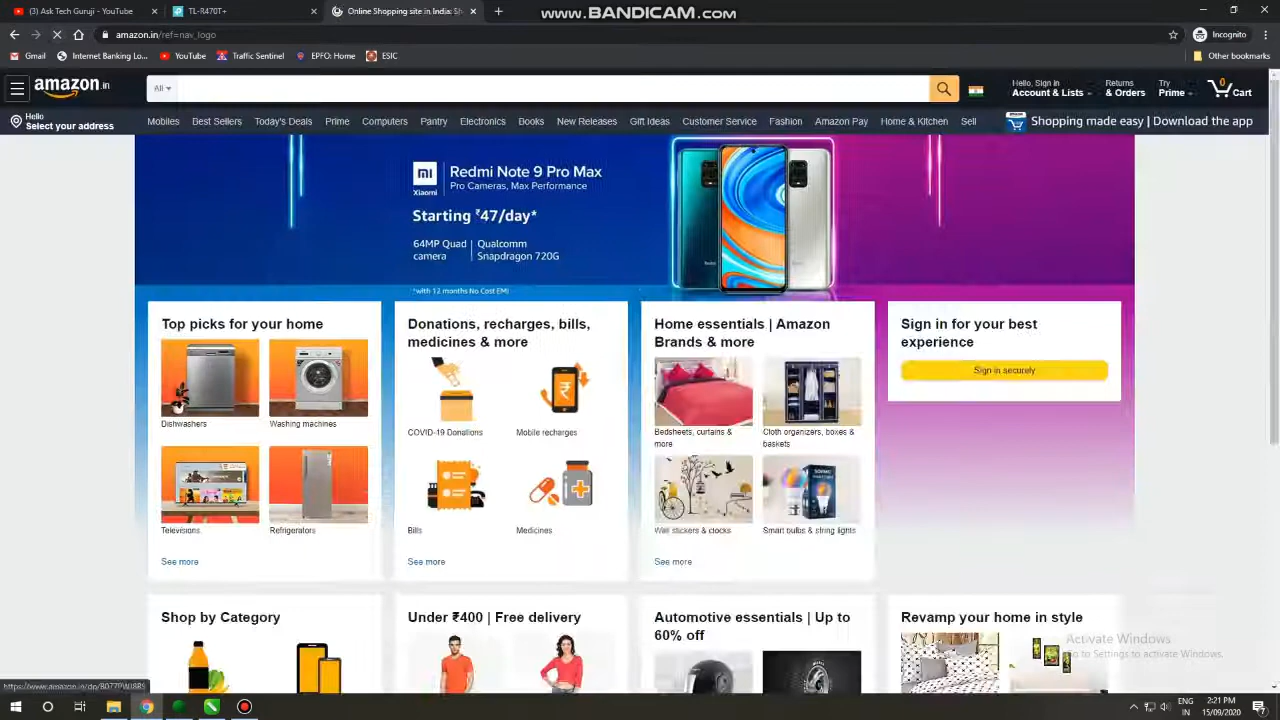 www.BANDICAM.com
(3) Ask Tech Guruji - YouTube
TL-R470T+
Online Shopping site in India: Sh
amazon.in/ref=nav_logo
Incognito
Gmail
Internet Banking Lo...
YouTube
Traffic Sentinel
EPFO: Home
ESIC
Other bookmarks
amazon.in
All
Hello, Sign in
Account & Lists
Returns
& Orders
Try
Prime
0
Cart
Hello
Select your address
Mobiles
Best Sellers
Today's Deals
Prime
Computers
Pantry
Electronics
Books
New Releases
Gift Ideas
Customer Service
Fashion
Amazon Pay
Home & Kitchen
Sell
Shopping made easy | Download the app
mi
Xiaomi
Redmi Note 9 Pro Max
Pro Cameras, Max Performance
Starting ₹47/day*
64MP Quad
camera
Qualcomm
Snapdragon 720G
*with 12 months No Cost EMI
Top picks for your home
Dishwashers
Washing machines
Televisions
Refrigerators
See more
Donations, recharges, bills,
medicines & more
COVID-19 Donations
Mobile recharges
Bills
Medicines
See more
Home essentials | Amazon
Brands & more
Bedsheets, curtains &
more
Cloth organizers, boxes &
baskets
Wall stickers & clocks
Smart bulbs & string lights
See more
Sign in for your best
experience
Sign in securely
Shop by Category
Under ₹400 | Free delivery
Automotive essentials | Up to
60% off
Revamp your home in style
Activate Windows
Go to Settings to activate Windows.
ENG
IN
2:21 PM
15/09/2020